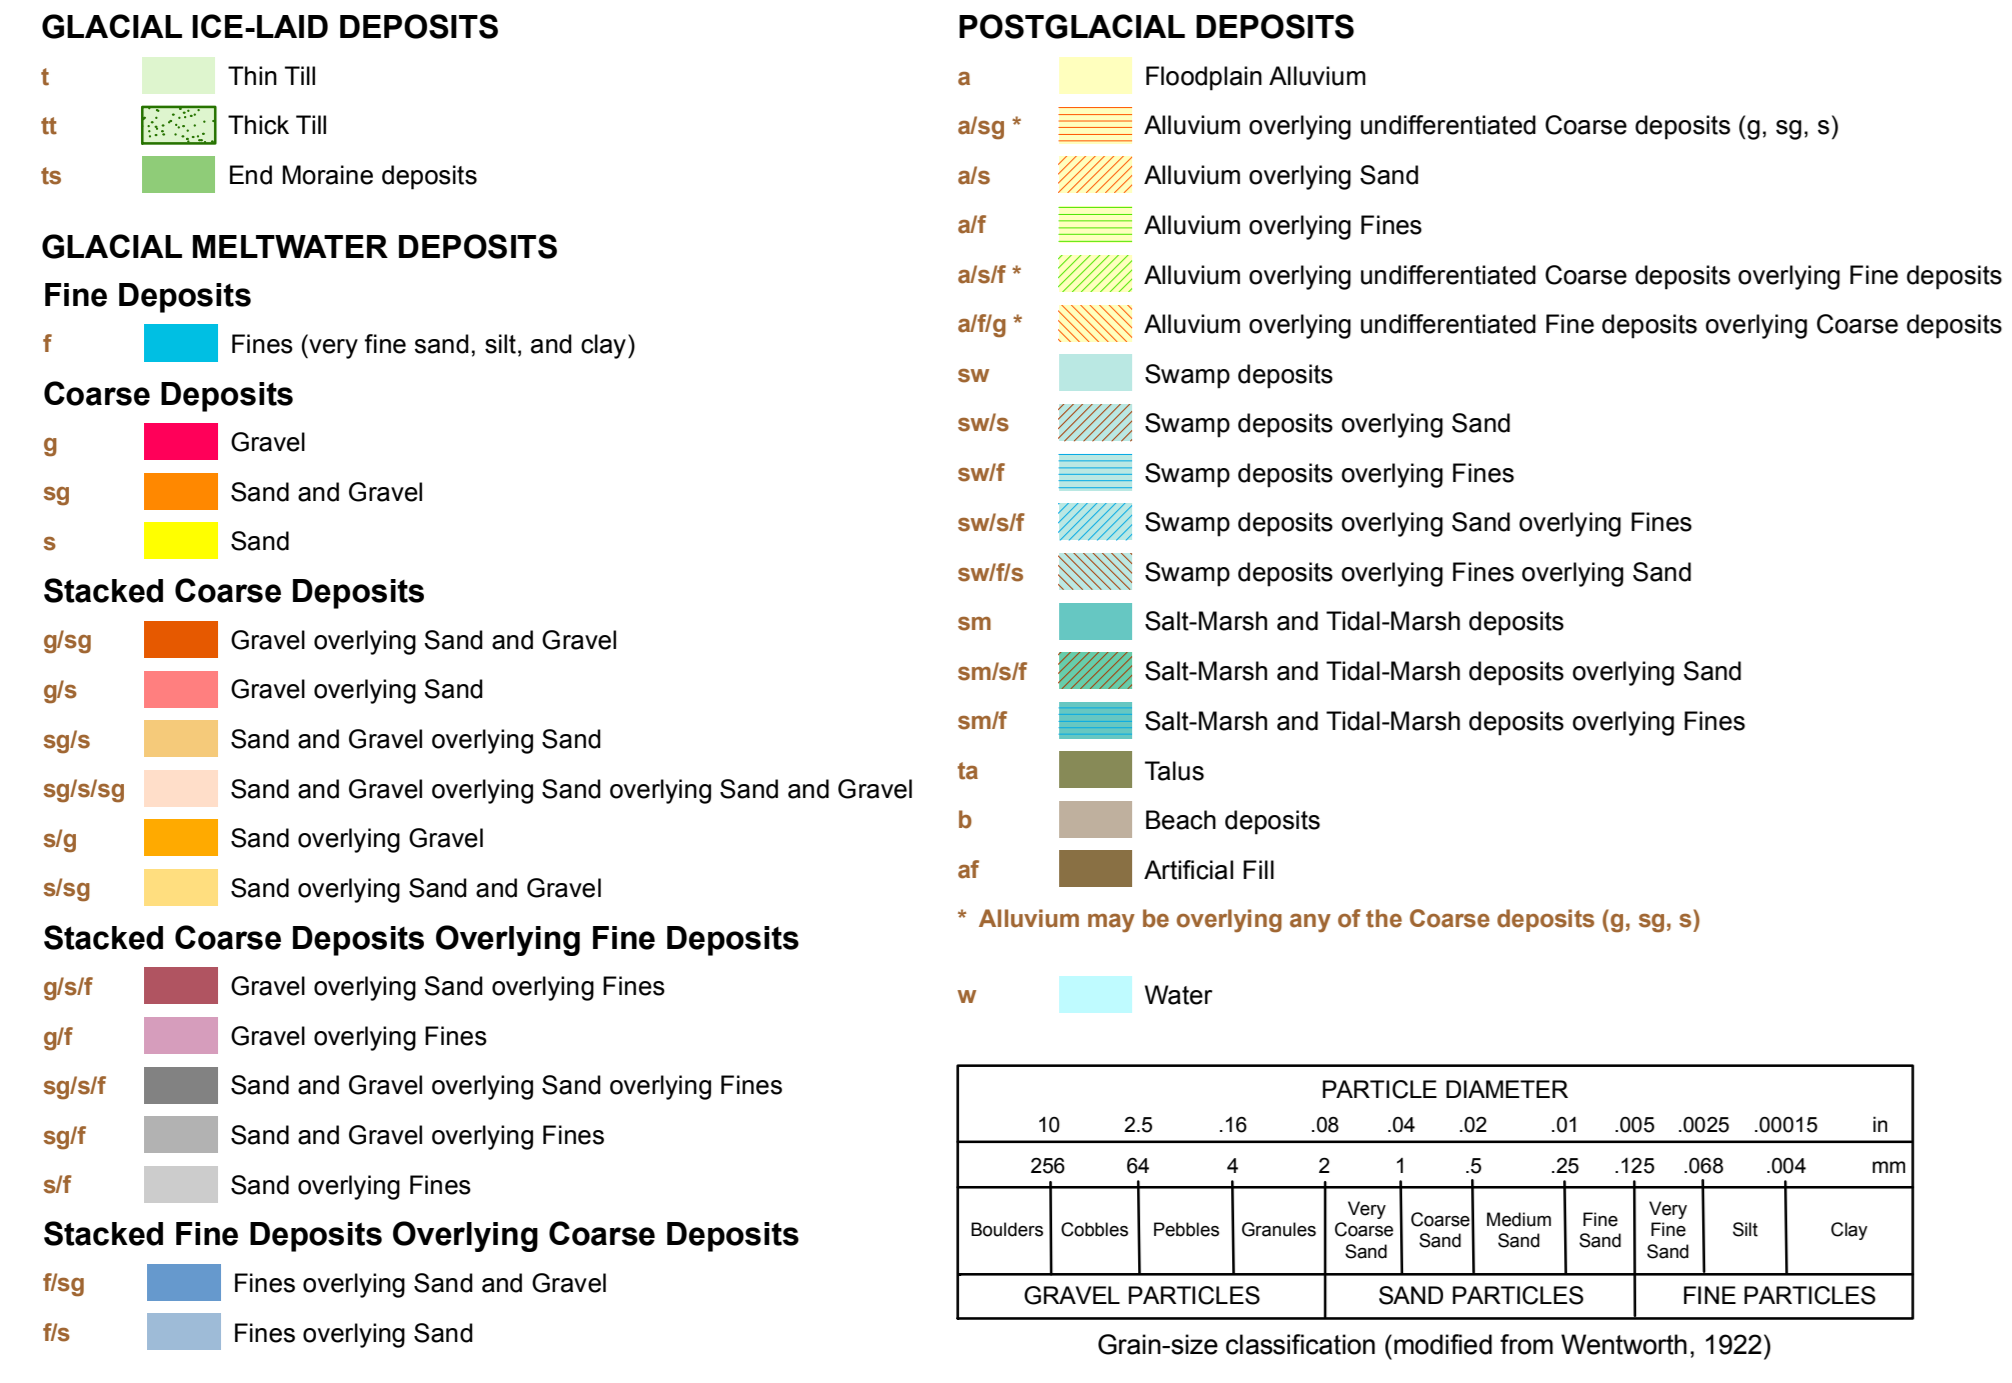 GLACIAL ICE-LAID DEPOSITS
t Thin Till
tt Thick Till
ts End Moraine deposits
GLACIAL MELTWATER DEPOSITS
Fine Deposits
f Fines (very fine sand, silt, and clay)
Coarse Deposits
g Gravel
sg Sand and Gravel
s Sand
Stacked Coarse Deposits
g/sg Gravel overlying Sand and Gravel
g/s Gravel overlying Sand
sg/s Sand and Gravel overlying Sand
sg/s/sg Sand and Gravel overlying Sand overlying Sand and Gravel
s/g Sand overlying Gravel
s/sg Sand overlying Sand and Gravel
Stacked Coarse Deposits Overlying Fine Deposits
g/s/f Gravel overlying Sand overlying Fines
g/f Gravel overlying Fines
sg/s/f Sand and Gravel overlying Sand overlying Fines
sg/f Sand and Gravel overlying Fines
s/f Sand overlying Fines
Stacked Fine Deposits Overlying Coarse Deposits
f/sg Fines overlying Sand and Gravel
f/s Fines overlying Sand
POSTGLACIAL DEPOSITS
a Floodplain Alluvium
a/sg * Alluvium overlying undifferentiated Coarse deposits (g, sg, s)
a/s Alluvium overlying Sand
a/f Alluvium overlying Fines
a/s/f * Alluvium overlying undifferentiated Coarse deposits overlying Fine deposits
a/f/g * Alluvium overlying undifferentiated Fine deposits overlying Coarse deposits
sw Swamp deposits
sw/s Swamp deposits overlying Sand
sw/f Swamp deposits overlying Fines
sw/s/f Swamp deposits overlying Sand overlying Fines
sw/f/s Swamp deposits overlying Fines overlying Sand
sm Salt-Marsh and Tidal-Marsh deposits
sm/s/f Salt-Marsh and Tidal-Marsh deposits overlying Sand
sm/f Salt-Marsh and Tidal-Marsh deposits overlying Fines
ta Talus
b Beach deposits
af Artificial Fill
* Alluvium may be overlying any of the Coarse deposits (g, sg, s)
w Water
PARTICLE DIAMETER
10 2.5 .16 .08 .04 .02 .01 .005 .0025 .00015 in
256 64 4 2 1 .5 .25 .125 .068 .004 mm
Boulders Cobbles Pebbles Granules Very Coarse Sand Coarse Sand Medium Sand Fine Sand Very Fine Sand Silt Clay
GRAVEL PARTICLES SAND PARTICLES FINE PARTICLES
Grain-size classification (modified from Wentworth, 1922)